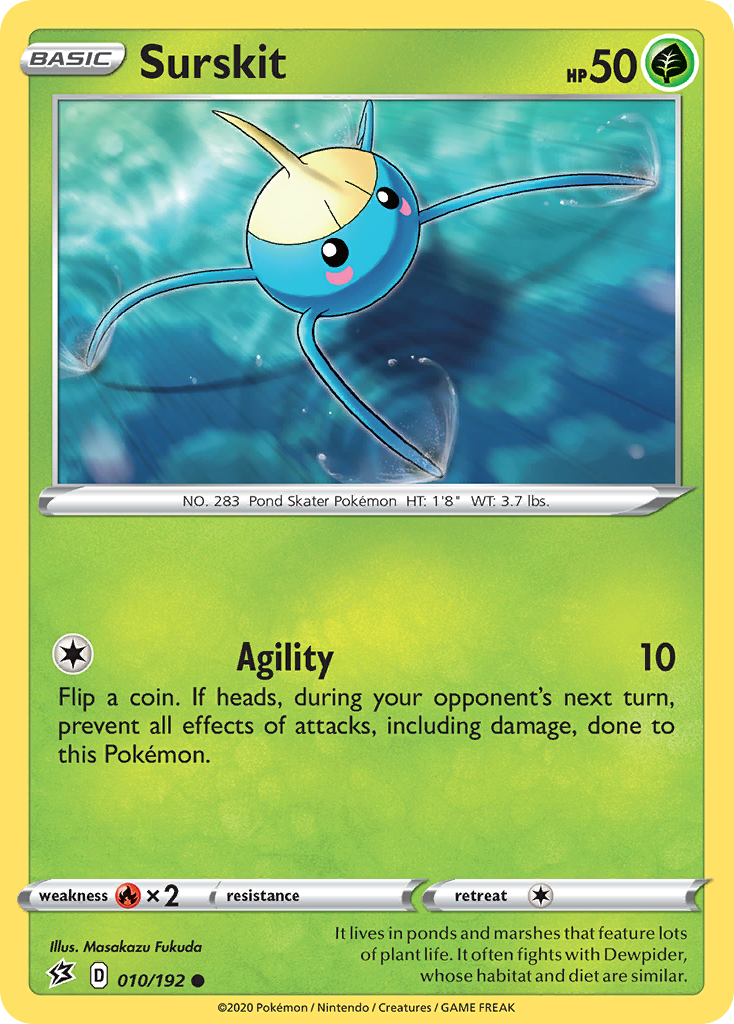 BASIC Surskit HP50
NO. 283 Pond Skater Pokémon HT: 1'8" WT: 3.7 lbs.
Agility 10
Flip a coin. If heads, during your opponent's next turn,
prevent all effects of attacks, including damage, done to
this Pokémon.
weakness ×2 resistance retreat
Illus. Masakazu Fukuda
It lives in ponds and marshes that feature lots
of plant life. It often fights with Dewpider,
whose habitat and diet are similar.
D 010/192
©2020 Pokémon / Nintendo / Creatures / GAME FREAK